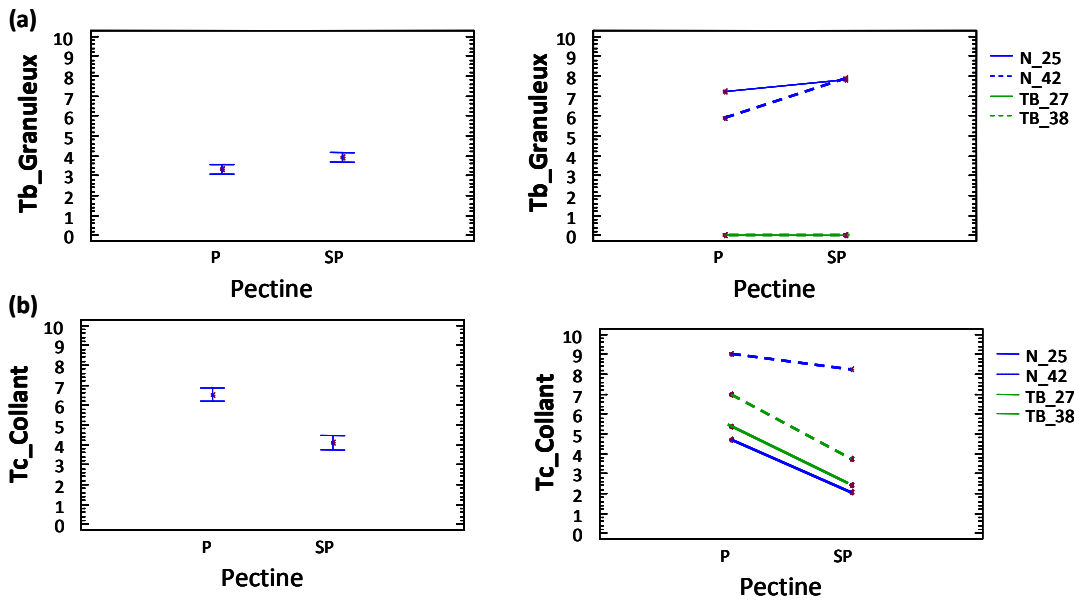 (a)
Tb_Granuleux
10
9
8
7
6
5
4
3
2
1
0
P SP
Pectine
Tb_Granuleux
10
9
8
7
6
5
4
3
2
1
0
P SP
Pectine
N_25
N_42
TB_27
TB_38
(b)
Tc_Collant
10
9
8
7
6
5
4
3
2
1
0
P SP
Pectine
Tc_Collant
10
9
8
7
6
5
4
3
2
1
0
P SP
Pectine
N_25
N_42
TB_27
TB_38